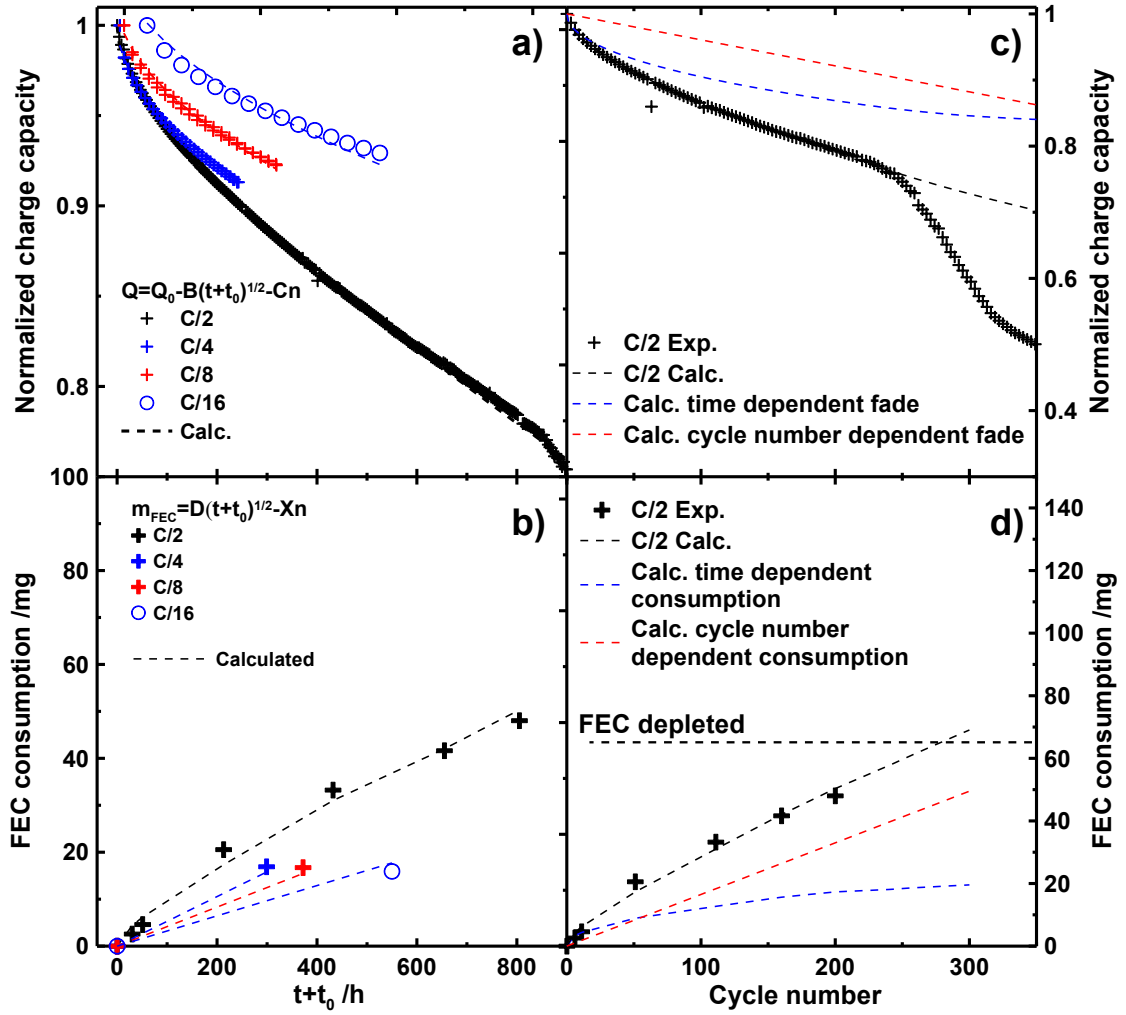 1
0.9
0.8
Normalized charge capacity
a)
Q=Q0-B(t+t0)1/2-Cn
C/2
C/4
C/8
C/16
Calc.
c)
1
0.8
0.6
0.4
Normalized charge capacity
C/2 Exp.
C/2 Calc.
Calc. time dependent fade
Calc. cycle number dependent fade
100
80
60
40
20
0
FEC consumption /mg
b)
mFEC=D(t+t0)1/2-Xn
C/2
C/4
C/8
C/16
Calculated
0
200
400
600
800
t+t0 /h
d)
C/2 Exp.
C/2 Calc.
Calc. time dependent
consumption
Calc. cycle number
dependent consumption
FEC depleted
140
120
100
80
60
40
20
0
FEC consumption /mg
0
100
200
300
Cycle number